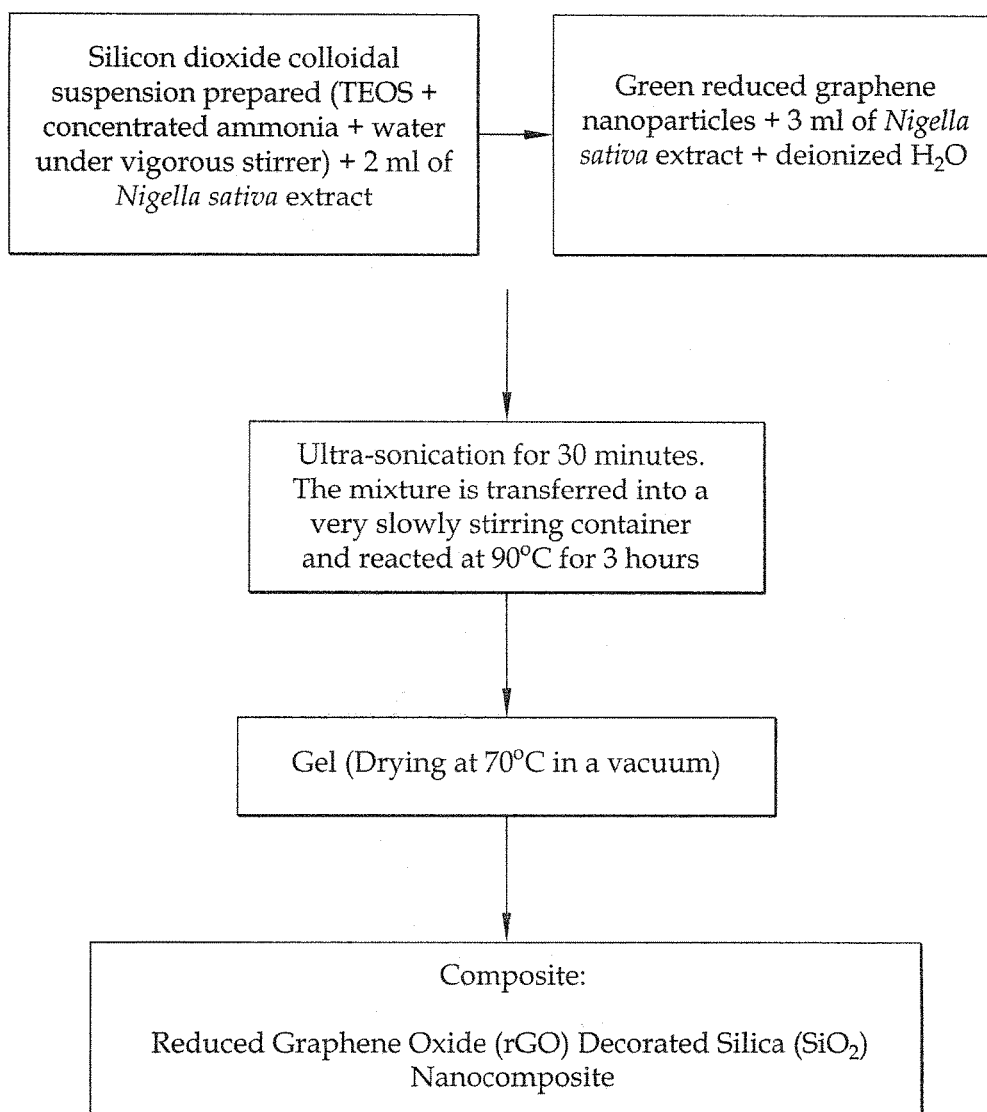 Silicon dioxide colloidal
suspension prepared (TEOS +
concentrated ammonia + water
under vigorous stirrer) + 2 ml of
Nigella sativa extract
Green reduced graphene
nanoparticles + 3 ml of Nigella
sativa extract + deionized H₂O
Ultra-sonication for 30 minutes.
The mixture is transferred into a
very slowly stirring container
and reacted at 90°C for 3 hours
Gel (Drying at 70°C in a vacuum)
Composite:
Reduced Graphene Oxide (rGO) Decorated Silica (SiO₂)
Nanocomposite